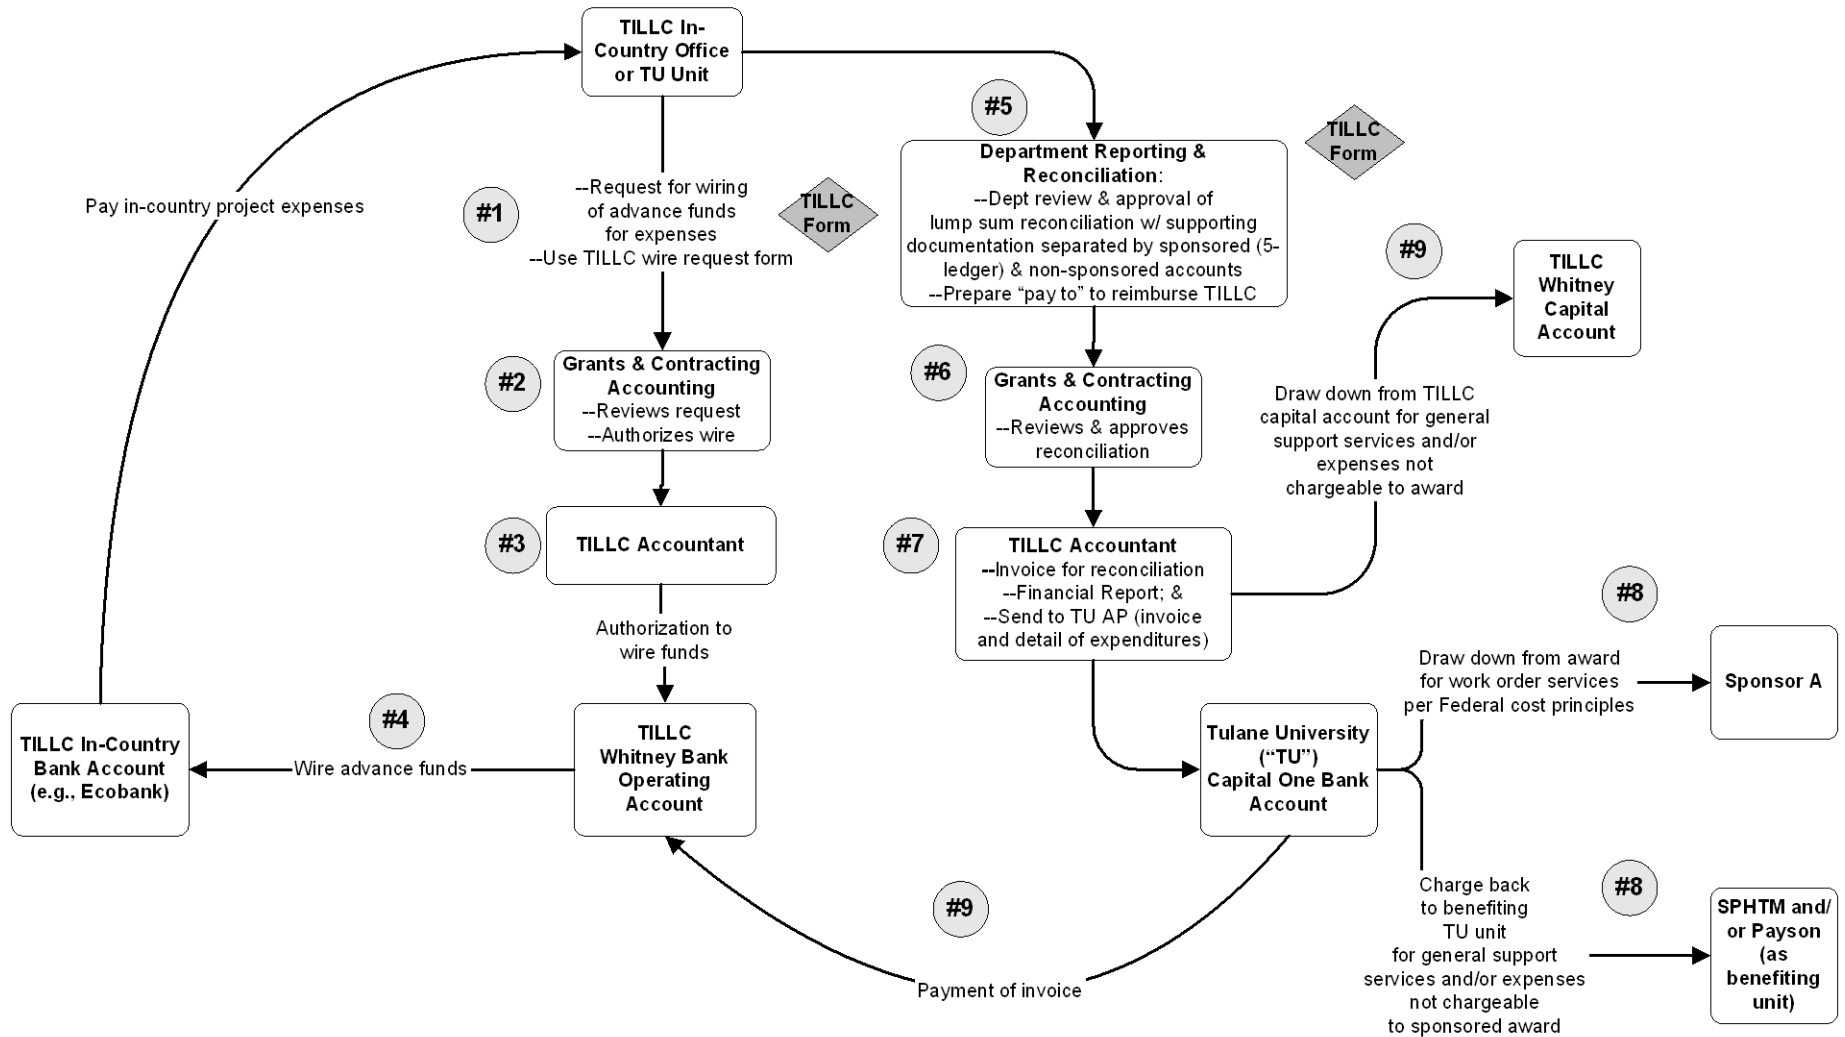 TILLC In-
Country Office
or TU Unit
#5
TILLC
Form
Department Reporting &
Reconciliation:
--Dept review & approval of
lump sum reconciliation w/ supporting
documentation separated by sponsored (5-
ledger) & non-sponsored accounts
--Prepare “pay to” to reimburse TILLC
Pay in-country project expenses
#1
--Request for wiring
of advance funds
for expenses
--Use TILLC wire request form
TILLC
Form
#9
TILLC
Whitney
Capital
Account
#2
Grants & Contracting
Accounting
--Reviews request
--Authorizes wire
#6
Grants & Contracting
Accounting
--Reviews & approves
reconciliation
Draw down from TILLC
capital account for general
support services and/or
expenses not
chargeable to award
#3
TILLC Accountant
#7
TILLC Accountant
--Invoice for reconciliation
--Financial Report; &
--Send to TU AP (invoice
and detail of expenditures)
#8
Authorization to
wire funds
Draw down from award
for work order services
per Federal cost principles
Sponsor A
TILLC In-Country
Bank Account
(e.g., Ecobank)
#4
Wire advance funds
TILLC
Whitney Bank
Operating
Account
Tulane University
(“TU”)
Capital One Bank
Account
#9
Payment of invoice
Charge back
to benefiting
TU unit
for general support
services and/or expenses
not chargeable
to sponsored award
#8
SPHTM and/
or Payson
(as
benefiting
unit)